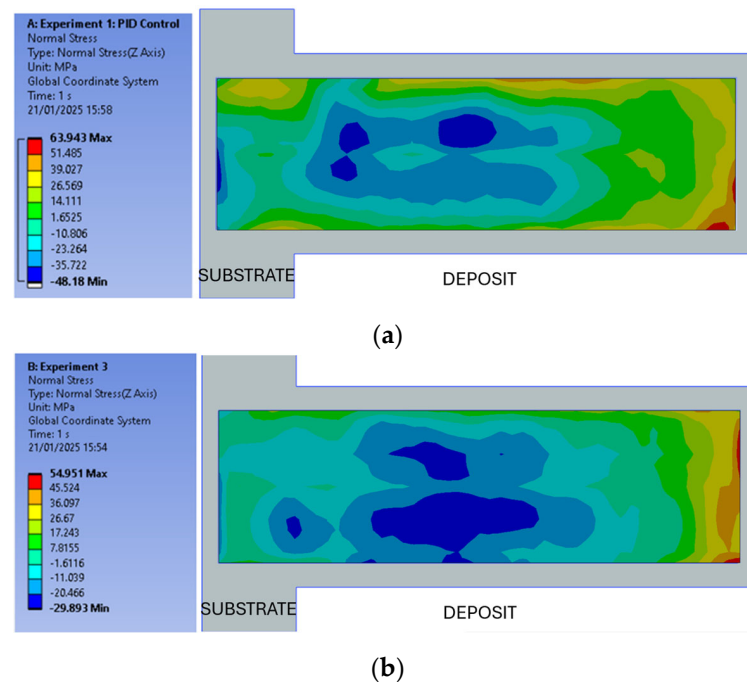 A: Experiment 1: PID Control
Normal Stress
Type: Normal Stress(Z Axis)
Unit: MPa
Global Coordinate System
Time: 1 s
21/01/2025 15:58
63.943 Max
51.485
39.027
26.569
14.111
1.6525
-10.806
-23.264
-35.722
-48.18 Min
SUBSTRATE
DEPOSIT
(a)
B: Experiment 3
Normal Stress
Type: Normal Stress(Z Axis)
Unit: MPa
Global Coordinate System
Time: 1 s
21/01/2025 15:54
54.951 Max
45.524
36.097
26.67
17.243
7.8155
-1.6116
-11.039
-20.466
-29.893 Min
SUBSTRATE
DEPOSIT
(b)